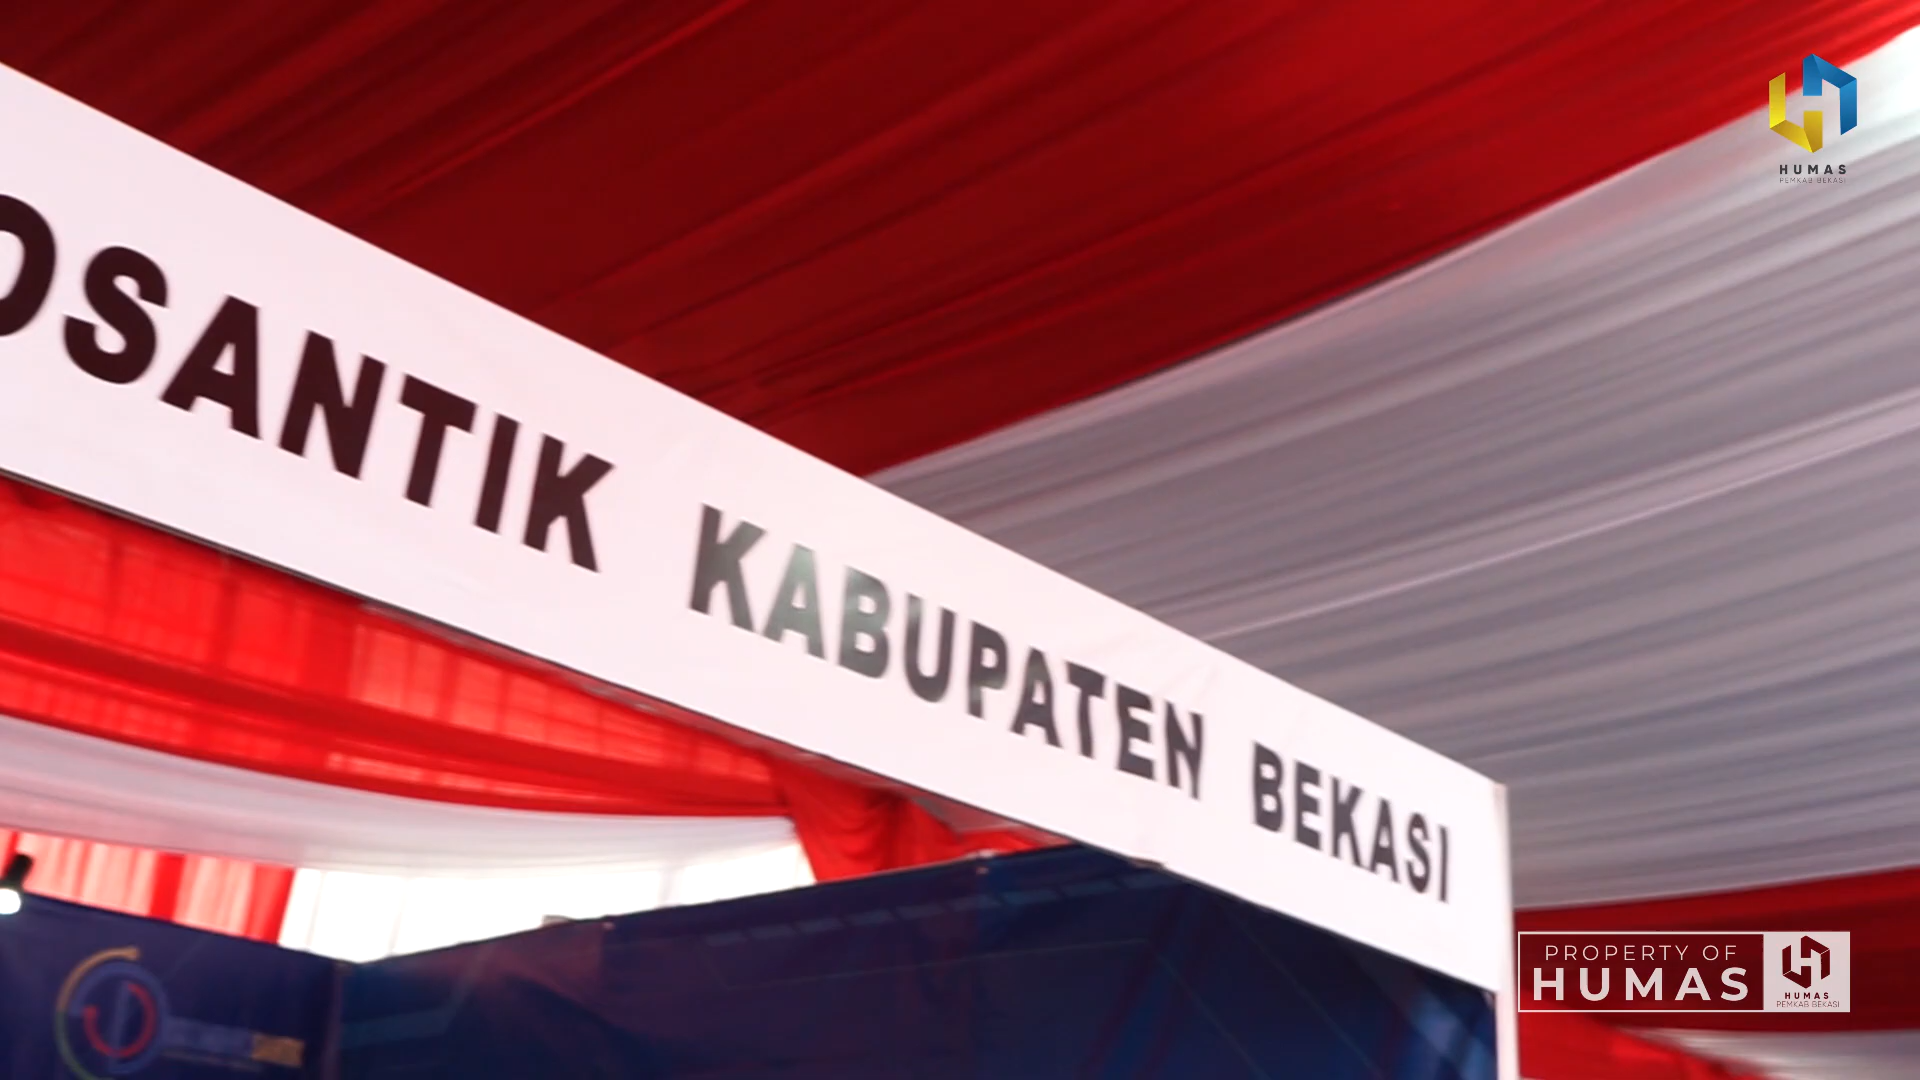 HUMAS
PEMKAB BEKASI
OSANTIK KABUPATEN BEKASI
PROPERTY OF
HUMAS
HUMAS
PEMKAB BEKASI